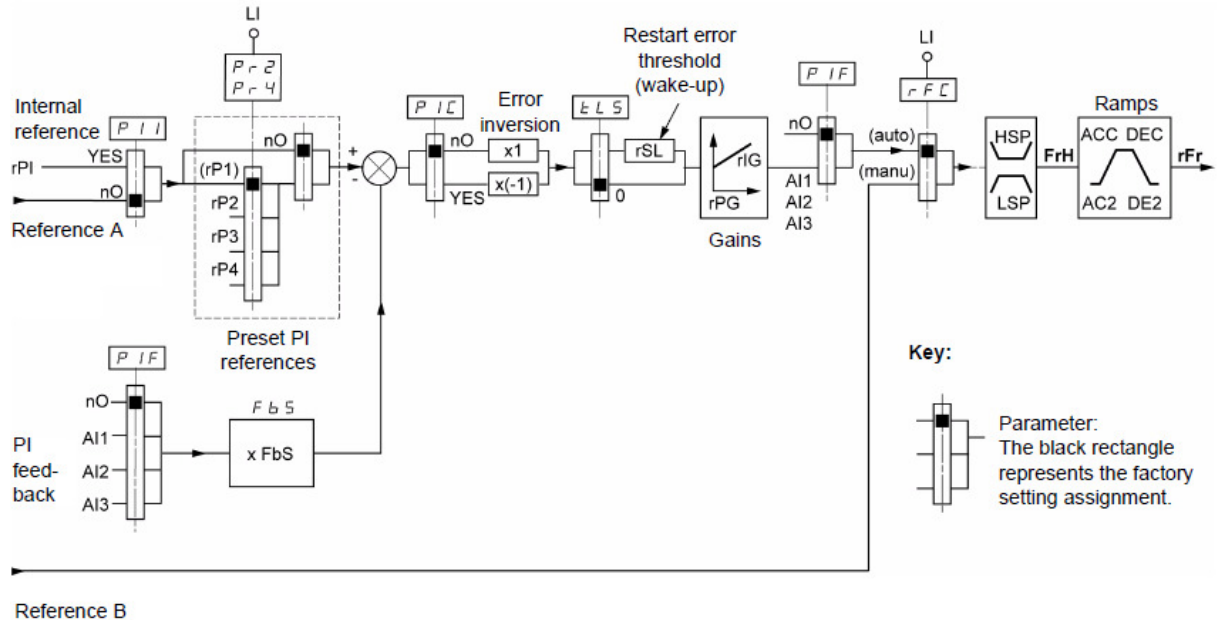 LI
Pr2
Pr4
Internal
reference
PII
YES
rPI
nO
Reference A
nO
(rP1)
rP2
rP3
rP4
Preset PI
references
+
-
PIC
nO
YES
Error
inversion
x1
x(-1)
tLS
0
Restart error
threshold
(wake-up)
rSL
rIG
rPG
Gains
PIF
nO
AI1
AI2
AI3
LI
rFC
(auto)
(manu)
HSP
LSP
FrH
Ramps
ACC DEC
AC2 DE2
rFr
PIF
nO
AI1
AI2
AI3
PI
feed-
back
FbS
x FbS
Key:
Parameter:
The black rectangle
represents the factory
setting assignment.
Reference B